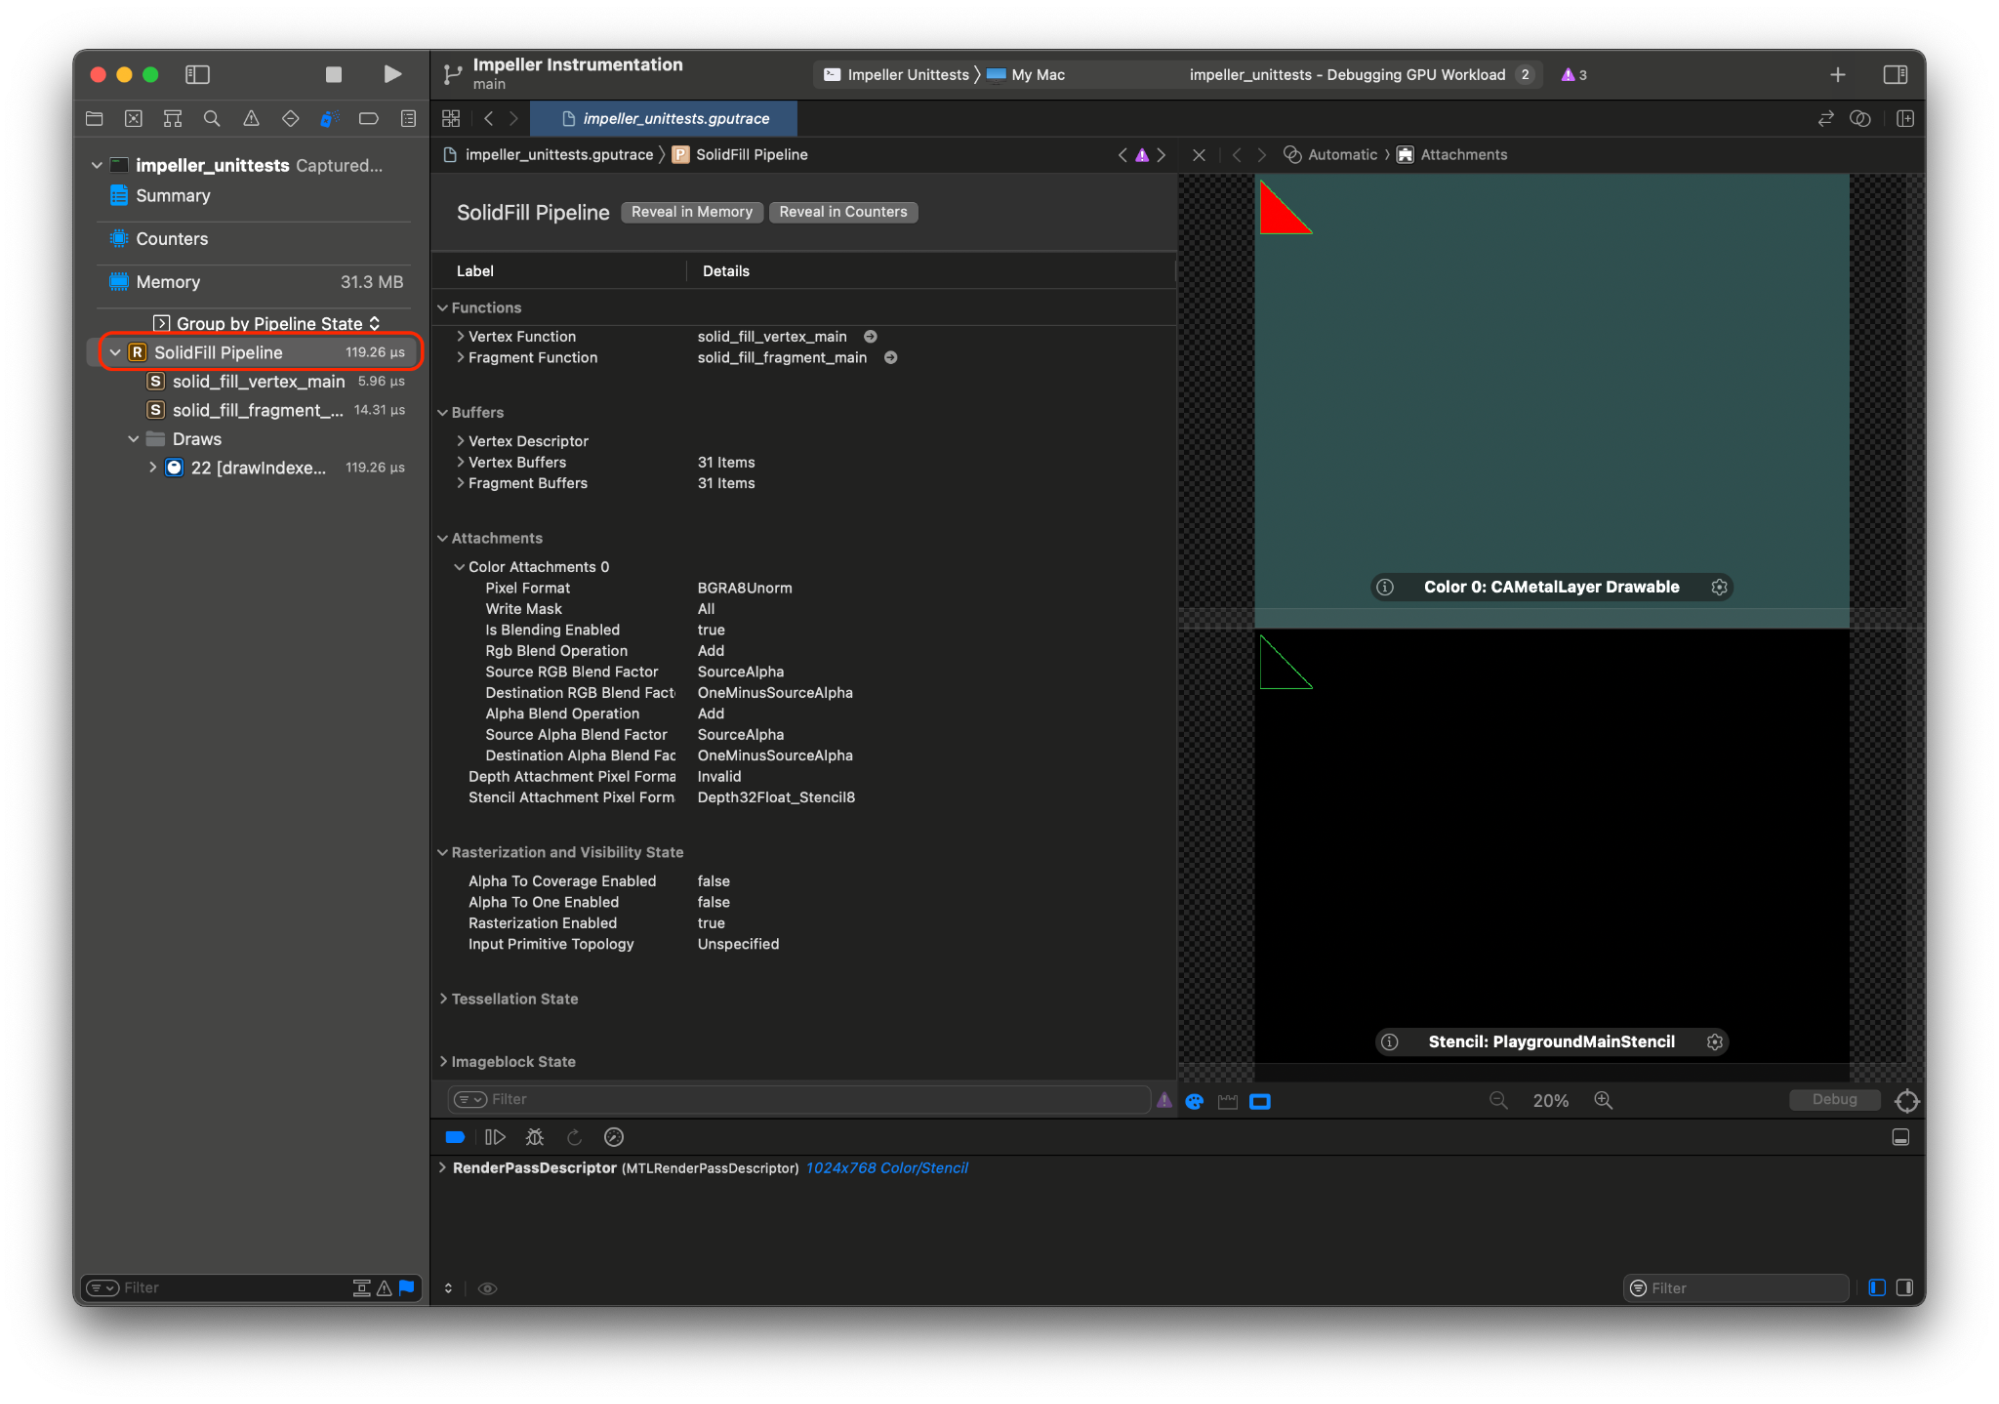 Impeller Instrumentation
main
Impeller Unittests
My Mac
impeller_unittests - Debugging GPU Workload 2
3
impeller_unittests.gputrace
impeller_unittests Captured...
Summary
Counters
Memory 31.3 MB
Group by Pipeline State
R SolidFill Pipeline 119.26 µs
S solid_fill_vertex_main 5.96 µs
S solid_fill_fragment_... 14.31 µs
Draws
22 [drawIndexe... 119.26 µs
Filter
impeller_unittests.gputrace
P SolidFill Pipeline
SolidFill Pipeline
Reveal in Memory
Reveal in Counters
Label Details
Functions
Vertex Function solid_fill_vertex_main
Fragment Function solid_fill_fragment_main
Buffers
Vertex Descriptor
Vertex Buffers 31 Items
Fragment Buffers 31 Items
Attachments
Color Attachments 0
Pixel Format BGRA8Unorm
Write Mask All
Is Blending Enabled true
Rgb Blend Operation Add
Source RGB Blend Factor SourceAlpha
Destination RGB Blend Fact OneMinusSourceAlpha
Alpha Blend Operation Add
Source Alpha Blend Factor SourceAlpha
Destination Alpha Blend Fac OneMinusSourceAlpha
Depth Attachment Pixel Forma Invalid
Stencil Attachment Pixel Form Depth32Float_Stencil8
Rasterization and Visibility State
Alpha To Coverage Enabled false
Alpha To One Enabled false
Rasterization Enabled true
Input Primitive Topology Unspecified
Tessellation State
Imageblock State
Filter
Automatic
Attachments
Color 0: CAMetalLayer Drawable
Stencil: PlaygroundMainStencil
20%
Debug
RenderPassDescriptor (MTLRenderPassDescriptor) 1024x768 Color/Stencil
Filter